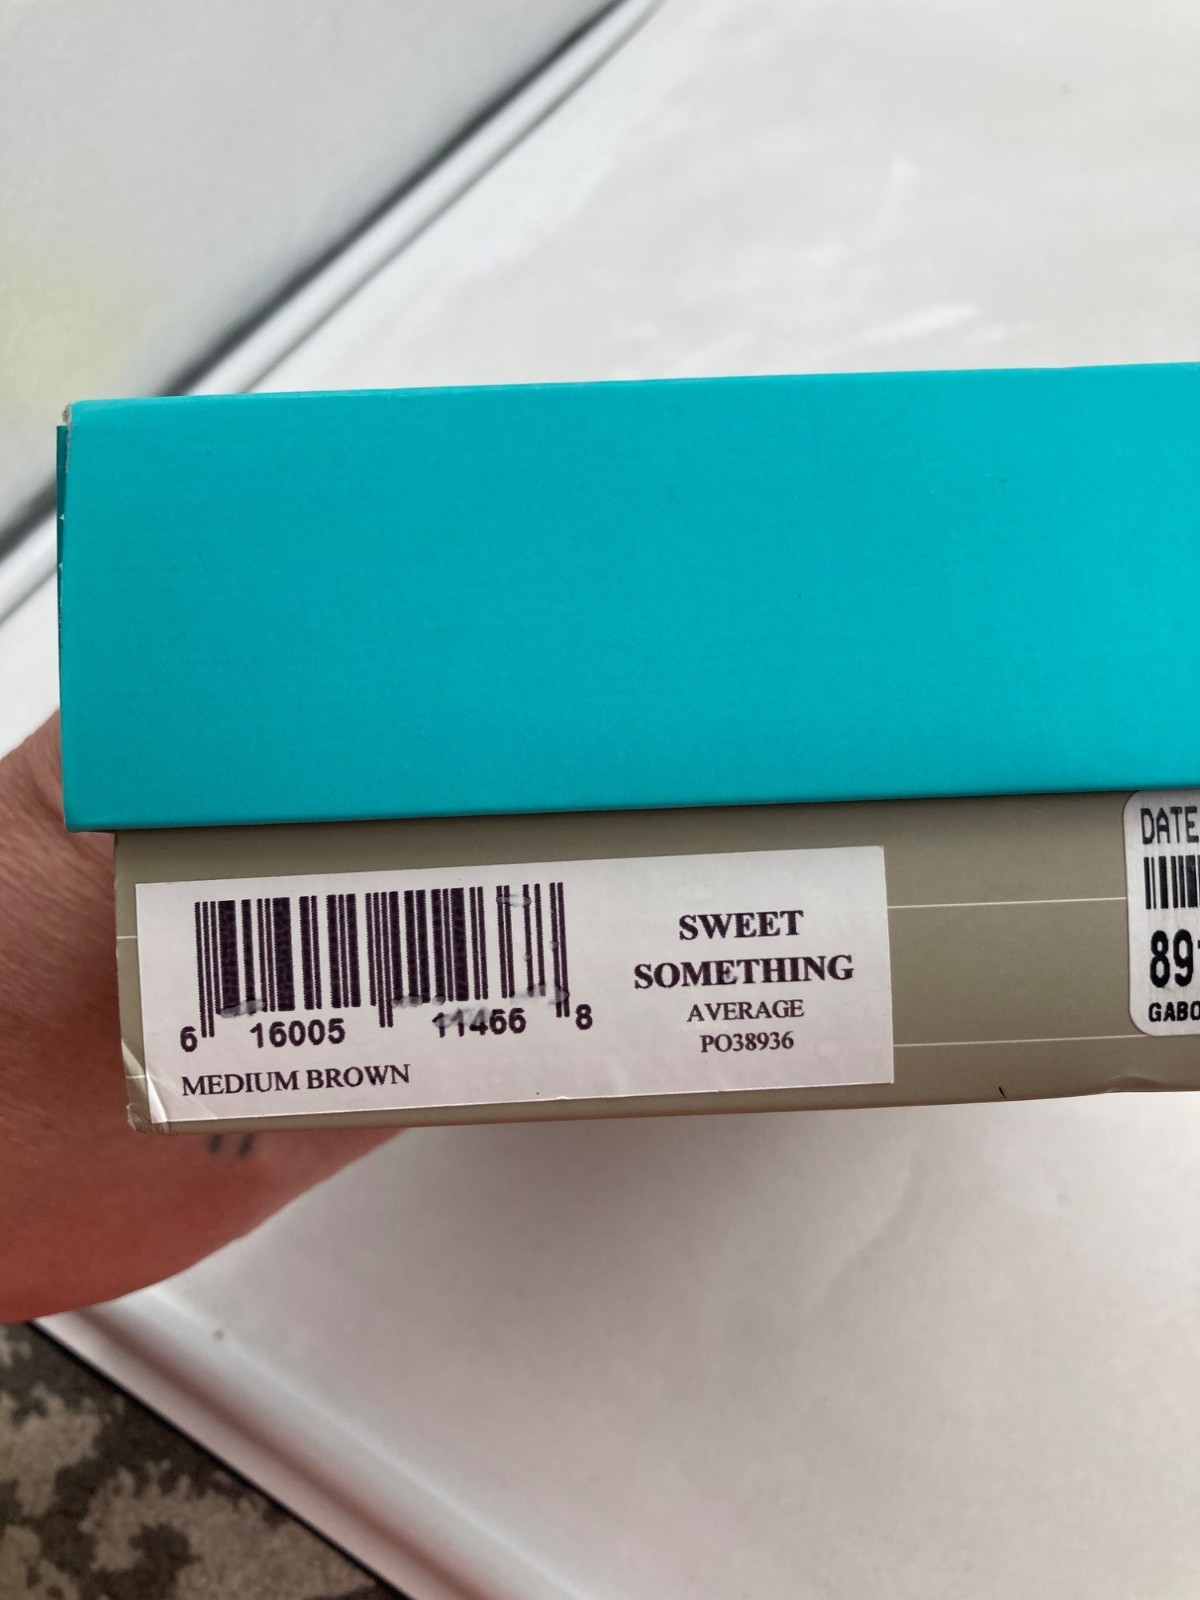 6 16005 11466 8
MEDIUM BROWN
SWEET
SOMETHING
AVERAGE
PO38936
DATE
89
GABO